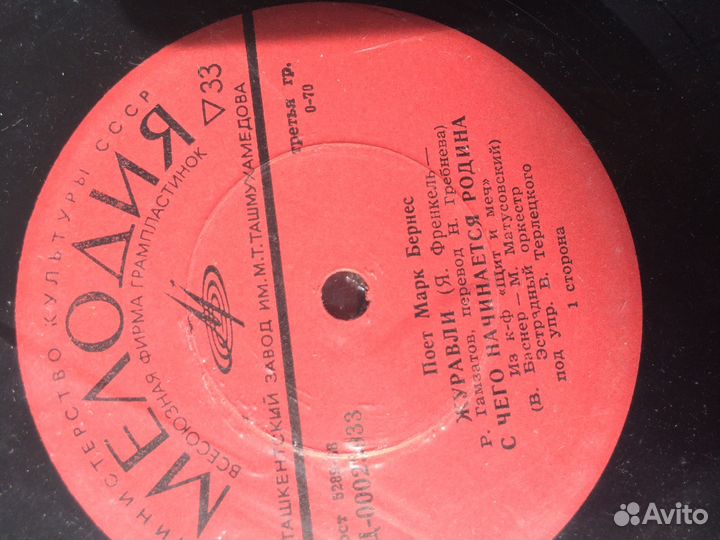 МИНИСТЕРСТВО КУЛЬТУРЫ СССР
МЕЛОДИЯ
ВСЕСОЮЗНАЯ ФИРМА ГРАМПЛАСТИНОК
▽33
ТАШКЕНТСКИЙ ЗАВОД ИМ.М.Т.ТАШМУХАМЕДОВА
третья гр.
0-70
Поет Марк Бернес
ЖУРАВЛИ (Я. Френкель —
Р. Гамзатов, перевод Н. Гребнева)
С ЧЕГО НАЧИНАЕТСЯ РОДИНА
Из к-ф «Щит и меч»
(В. Баснер — М. Матусовский)
Эстрадный оркестр
под упр. Б. Терлецкого
1 сторона
Avito